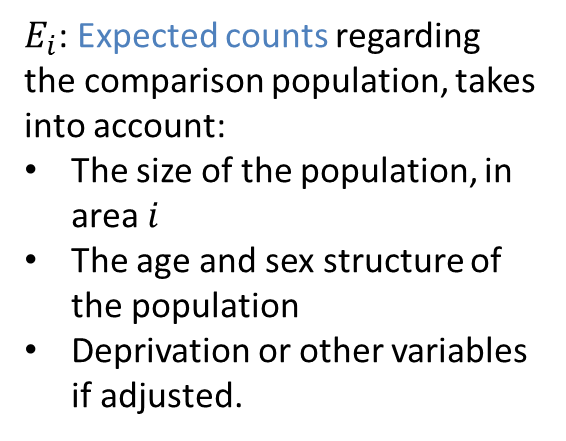 E_i: Expected counts regarding
the comparison population, takes
into account:
• The size of the population, in
area i
• The age and sex structure of
the population
• Deprivation or other variables
if adjusted.